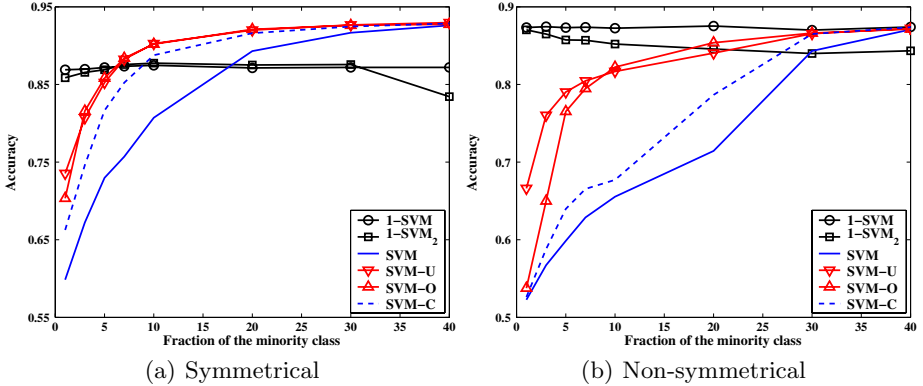 0.95
0.85
0.75
0.65
0.55
Accuracy
0 5 10 15 20 25 30 35 40
Fraction of the minority class
1−SVM
1−SVM2
SVM
SVM−U
SVM−O
SVM−C
(a) Symmetrical
0.9
0.8
0.7
0.6
0.5
Accuracy
0 5 10 15 20 25 30 35 40
Fraction of the minority class
1−SVM
1−SVM2
SVM
SVM−U
SVM−O
SVM−C
(b) Non-symmetrical